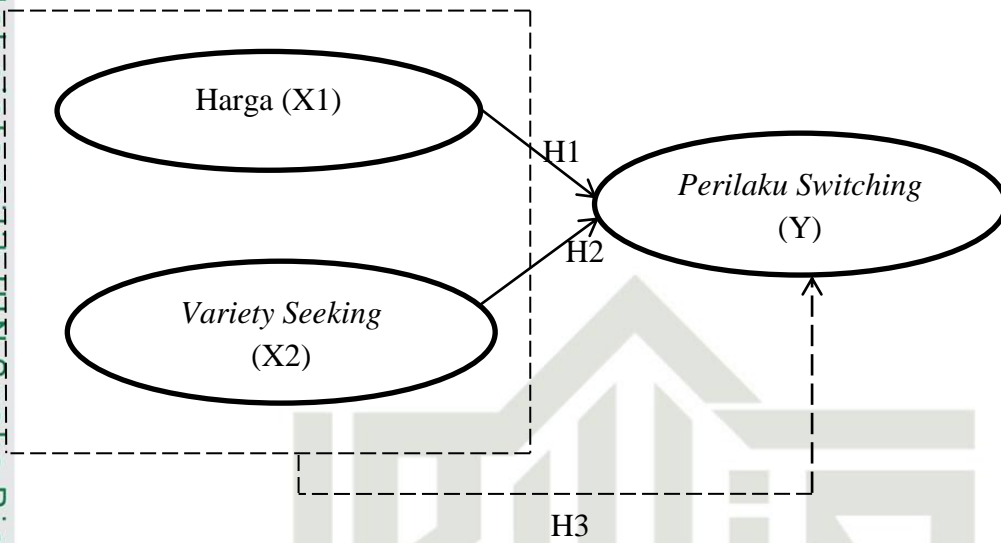 Harga (X1)
H1
Perilaku Switching
(Y)
H2
Variety Seeking
(X2)
H3